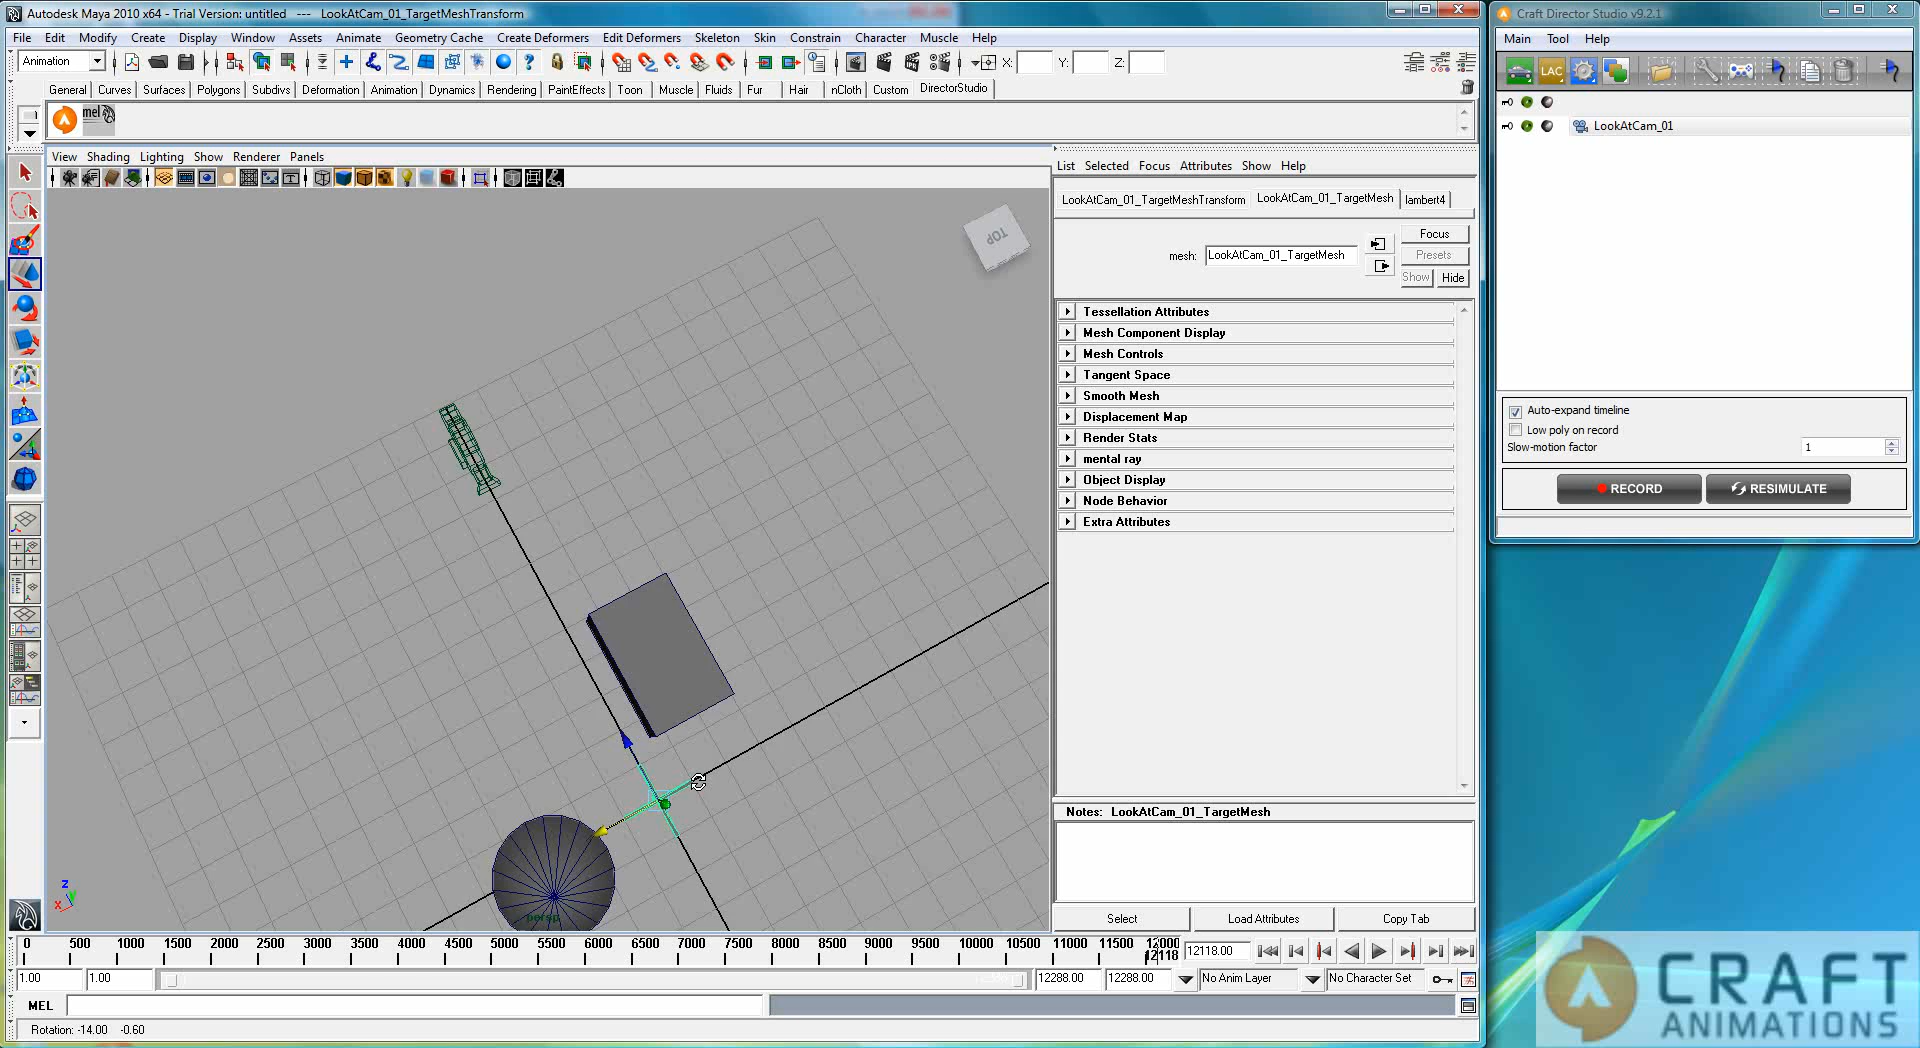 Autodesk Maya 2010 x64 - Trial Version: untitled --- LookAtCam_01_TargetMeshTransform
File Edit Modify Create Display Window Assets Animate Geometry Cache Create Deformers Edit Deformers Skeleton Skin Constrain Character Muscle Help
Animation X: Y: Z:
General Curves Surfaces Polygons Subdivs Deformation Animation Dynamics Rendering PaintEffects Toon Muscle Fluids Fur Hair nCloth Custom DirectorStudio
mel
View Shading Lighting Show Renderer Panels
TOP
persp
z
y
x
List Selected Focus Attributes Show Help
LookAtCam_01_TargetMeshTransform LookAtCam_01_TargetMesh lambert4
mesh: LookAtCam_01_TargetMesh
Focus
Presets
Show Hide
Tessellation Attributes
Mesh Component Display
Mesh Controls
Tangent Space
Smooth Mesh
Displacement Map
Render Stats
mental ray
Object Display
Node Behavior
Extra Attributes
Notes: LookAtCam_01_TargetMesh
Select Load Attributes Copy Tab
0 500 1000 1500 2000 2500 3000 3500 4000 4500 5000 5500 6000 6500 7000 7500 8000 8500 9000 9500 10000 10500 11000 11500 12000
12118 12118.00
1.00 1.00 12288.00 12288.00 No Anim Layer No Character Set
MEL
Rotation: -14.00 -0.60
Craft Director Studio v9.2.1
Main Tool Help
LAC
LookAtCam_01
Auto-expand timeline
Low poly on record
Slow-motion factor 1
RECORD RESIMULATE
CRAFT
ANIMATIONS